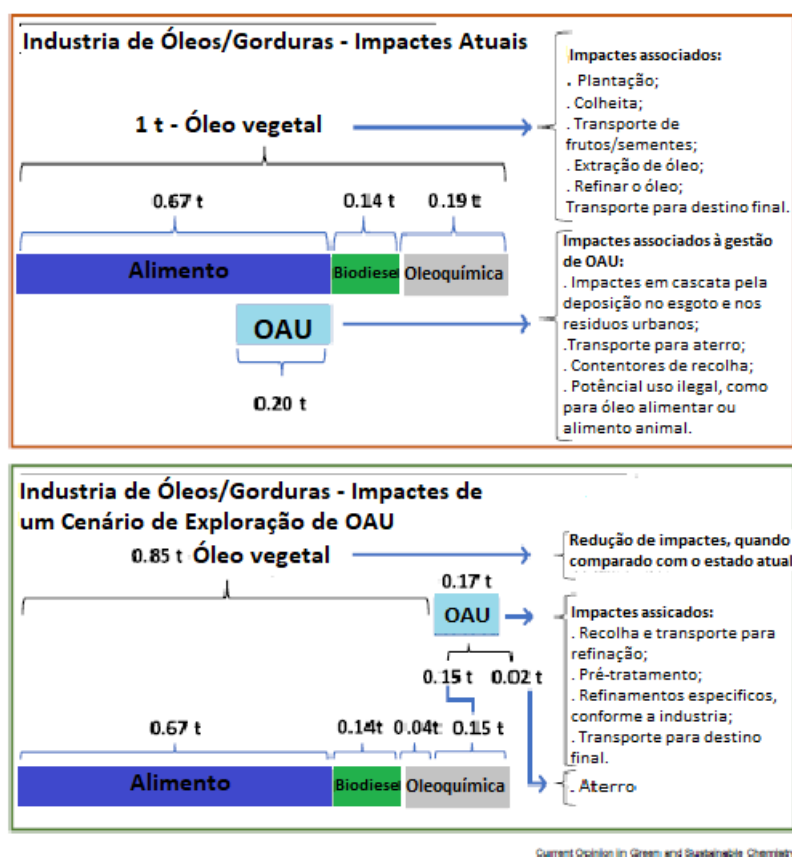 Industria de Óleos/Gorduras - Impactes Atuais
1 t - Óleo vegetal
0.67 t
0.14 t
0.19 t
Alimento
Biodiesel
Oleoquímica
OAU
0.20 t
Impactes associados:
. Plantação;
. Colheita;
. Transporte de
frutos/sementes;
. Extração de óleo;
. Refinar o óleo;
Transporte para destino final.
Impactes associados à gestão
de OAU:
. Impactes em cascata pela
deposição no esgoto e nos
residuos urbanos;
.Transporte para aterro;
. Contentores de recolha;
. Potêncial uso ilegal, como
para óleo alimentar ou
alimento animal.
Industria de Óleos/Gorduras - Impactes de
um Cenário de Exploração de OAU
0.85 t Óleo vegetal
0.17 t
OAU
0.15 t
0.02 t
0.67 t
0.14t
0.04t
0.15 t
Alimento
Biodiesel
Oleoquímica
Redução de impactes, quando
comparado com o estado atual
Impactes assicados:
. Recolha e transporte para
refinação;
. Pré-tratamento;
. Refinamentos especificos,
conforme a industria;
. Transporte para destino
final.
. Aterro
Current Opinion in Green and Sustainable Chemistry